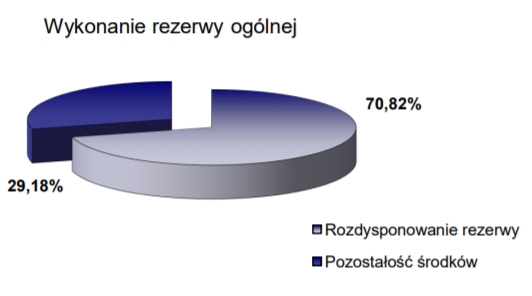 Wykonanie rezerwy ogólnej
70,82%
29,18%
Rozdysponowanie rezerwy
Pozostałość środków